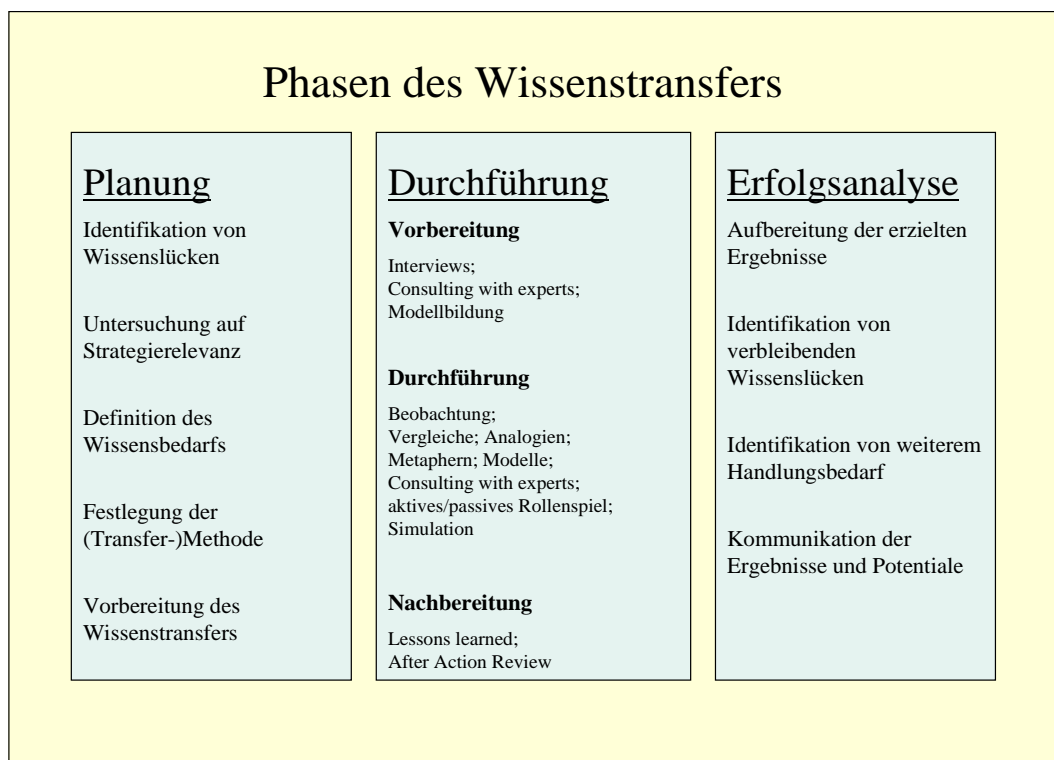 Phasen des Wissenstransfers
Planung
Identifikation von
Wissenslücken
Untersuchung auf
Strategierelevanz
Definition des
Wissensbedarfs
Festlegung der
(Transfer-)Methode
Vorbereitung des
Wissenstransfers
Durchführung
Vorbereitung
Interviews;
Consulting with experts;
Modellbildung
Durchführung
Beobachtung;
Vergleiche; Analogien;
Metaphern; Modelle;
Consulting with experts;
aktives/passives Rollenspiel;
Simulation
Nachbereitung
Lessons learned;
After Action Review
Erfolgsanalyse
Aufbereitung der erzielten
Ergebnisse
Identifikation von
verbleibenden
Wissenslücken
Identifikation von weiterem
Handlungsbedarf
Kommunikation der
Ergebnisse und Potentiale